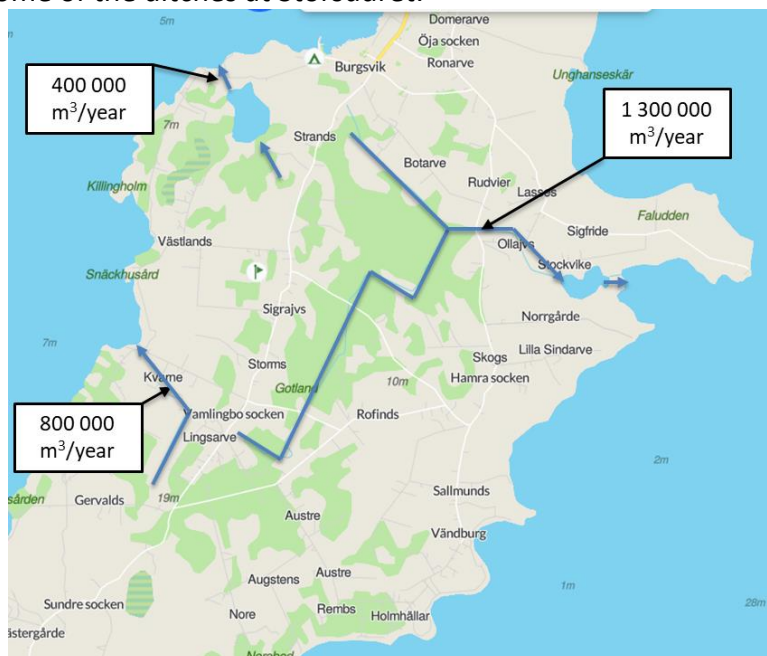 5m
Domerarve
Öja socken
Burgsvik
Ronarve
Unghanseskär
400 000
m³/year
7m
1 300 000
m³/year
Strands
Botarve
Killingholm
Rudvier
Lasses
Faludden
Västlands
Sigfride
Ollajvs
Stockvike
Snäckhusård
Sigrajvs
Norrgårde
7m
Skogs
Lilla Sindarve
Storms
Kvarne
Gotland
10m
Hamra socken
800 000
m³/year
Vamlingbo socken
Rofinds
Lingsarve
2m
Sallmunds
Gervalds
19m
Austre
Vändburg
Augstens
Austre
1m
28m
Sundre socken
Nore
Rembs
Holmhällar